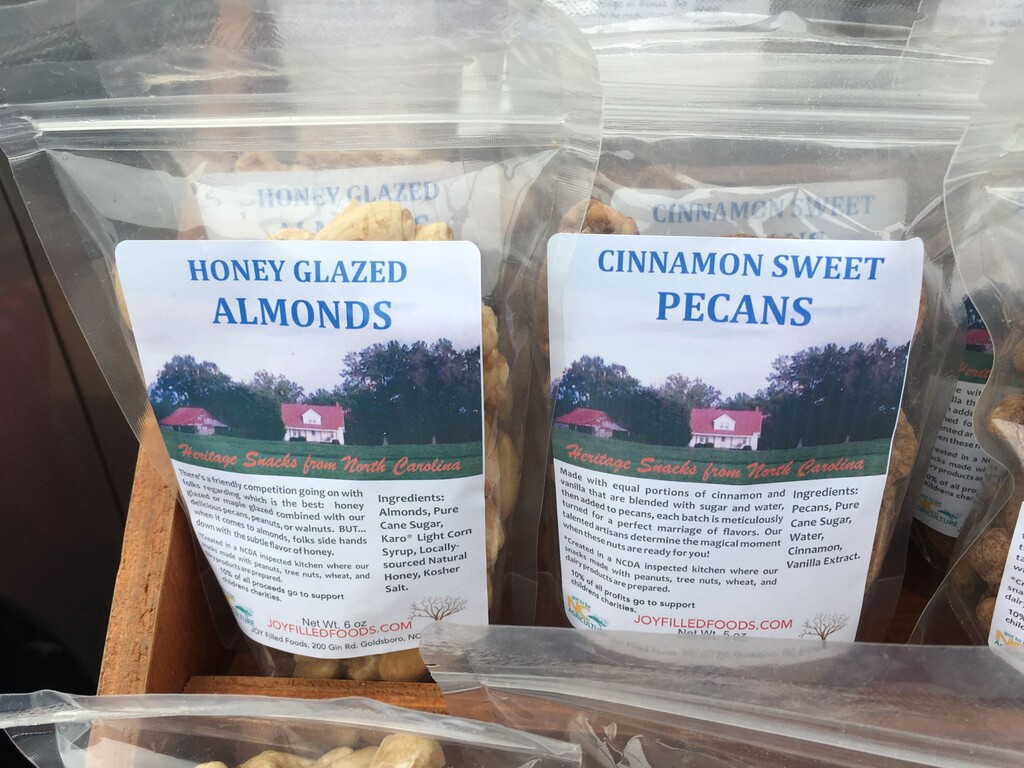 HONEY GLAZED
CINNAMON SWEET
HONEY GLAZED
ALMONDS
Heritage Snacks from North Carolina
There's a friendly competition going on with
folks regarding, which is the best: honey
glazed or maple glazed combined with our
delicious pecans, peanuts, or walnuts. BUT...
when it comes to almonds, folks side hands
down with the subtle flavor of honey.
*Created in a NCDA inspected kitchen where our
snacks made with peanuts, tree nuts, wheat, and
dairy products are prepared.
10% of all proceeds go to support
childrens charities.
Ingredients:
Almonds, Pure
Cane Sugar,
Karo® Light Corn
Syrup, Locally-
sourced Natural
Honey, Kosher
Salt.
Net Wt. 6 oz
JOYFILLEDFOODS.COM
JOY Filled Foods, 200 Gin Rd. Goldsboro, NC
CINNAMON SWEET
PECANS
Heritage Snacks from North Carolina
Made with equal portions of cinnamon and
vanilla that are blended with sugar and water,
then added to pecans, each batch is meticulously
turned for a perfect marriage of flavors. Our
talented artisans determine the magical moment
when these nuts are ready for you!
*Created in a NCDA inspected kitchen where our
snacks made with peanuts, tree nuts, wheat, and
dairy products are prepared.
10% of all profits go to support
childrens charities.
Ingredients:
Pecans, Pure
Cane Sugar,
Water,
Cinnamon,
Vanilla Extract.
JOYFILLEDFOODS.COM
Net Wt. 5 oz